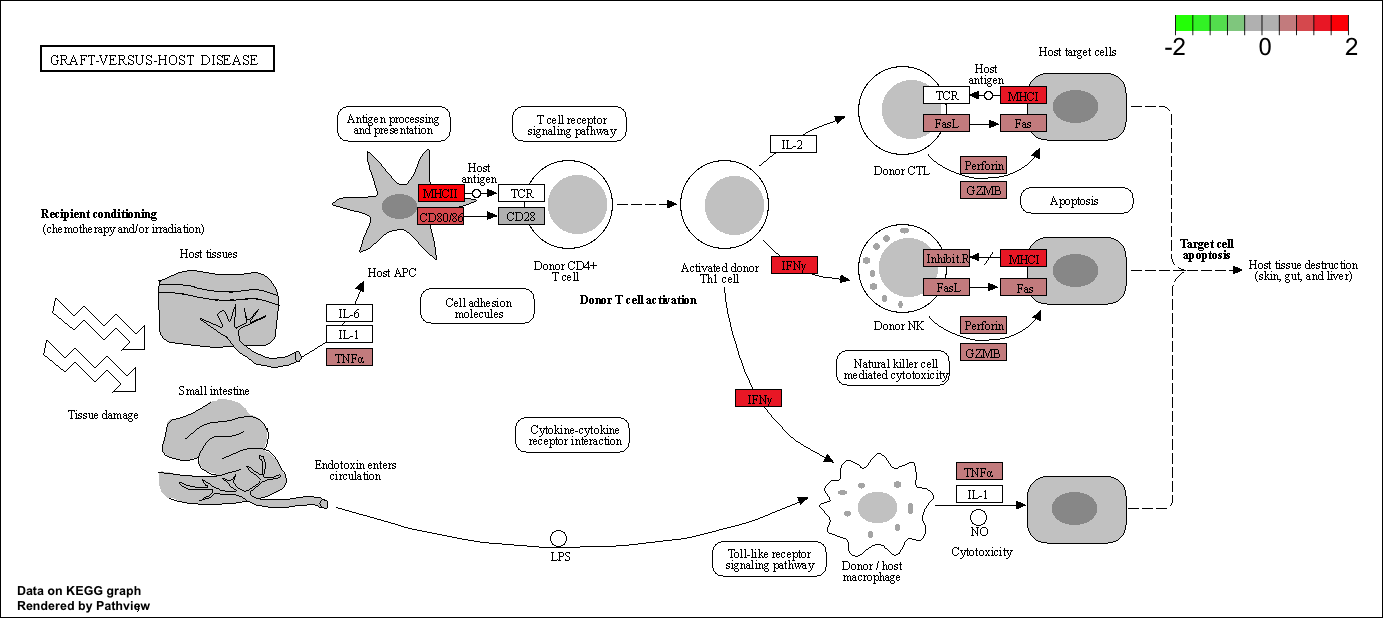 GRAFT-VERSUS-HOST DISEASE
-2 0 2
Host target cells
Antigen processing
and presentation
T cell receptor
signaling pathway
Host
antigen
MHCII
TCR
CD80/86
CD28
Host APC
Donor CD4+
T cell
Recipient conditioning
(chemotherapy and/or irradiation)
Host tissues
IL-6
IL-1
TNFα
Tissue damage
Small intestine
Endotoxin enters
circulation
Cell adhesion
molecules
Donor T cell activation
Activated donor
Th1 cell
IL-2
IFNγ
IFNγ
Cytokine-cytokine
receptor interaction
LPS
Host
antigen
TCR
MHCI
FasL
Fas
Donor CTL
Perforin
GZMB
Apoptosis
Inhibit.R
MHCI
FasL
Fas
Donor NK
Perforin
GZMB
Natural killer cell
mediated cytotoxicity
Target cell
apoptosis
Host tissue destruction
(skin, gut, and liver)
TNFα
IL-1
NO
Cytotoxicity
Toll-like receptor
signaling pathway
Donor / host
macrophage
Data on KEGG graph
Rendered by Pathview